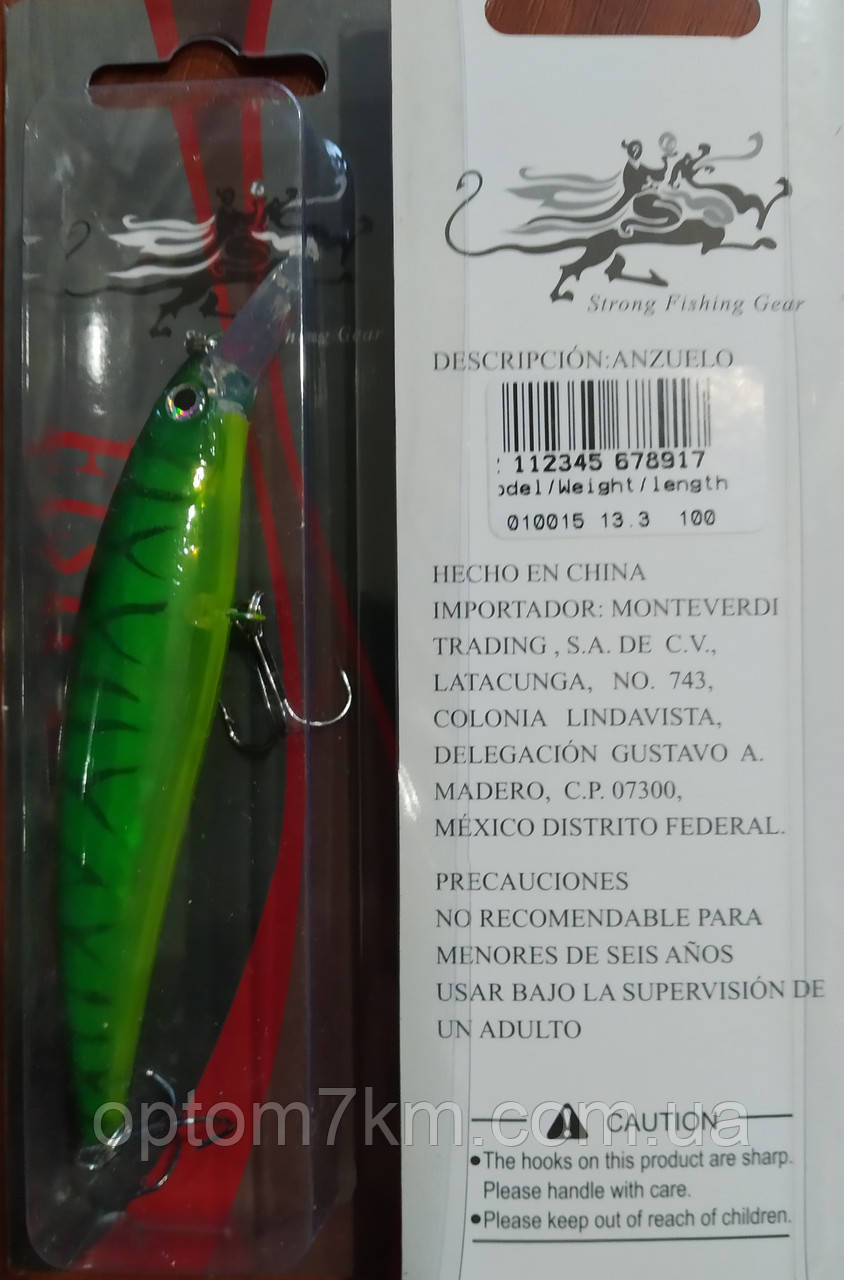 Strong Fishing Gear
hing Gear
DESCRIPCIÓN:ANZUELO
112345 678917
odel/Weight/length
010015 13.3 100
HECHO EN CHINA
IMPORTADOR: MONTEVERDI
TRADING , S.A. DE C.V.,
LATACUNGA, NO. 743,
COLONIA LINDAVISTA,
DELEGACIÓN GUSTAVO A.
MADERO, C.P. 07300,
MÉXICO DISTRITO FEDERAL.
PRECAUCIONES
NO RECOMENDABLE PARA
MENORES DE SEIS AÑOS
USAR BAJO LA SUPERVISIÓN DE
UN ADULTO
CAUTION
optom7km.com.ua
•The hooks on this product are sharp.
Please handle with care.
•Please keep out of reach of children.